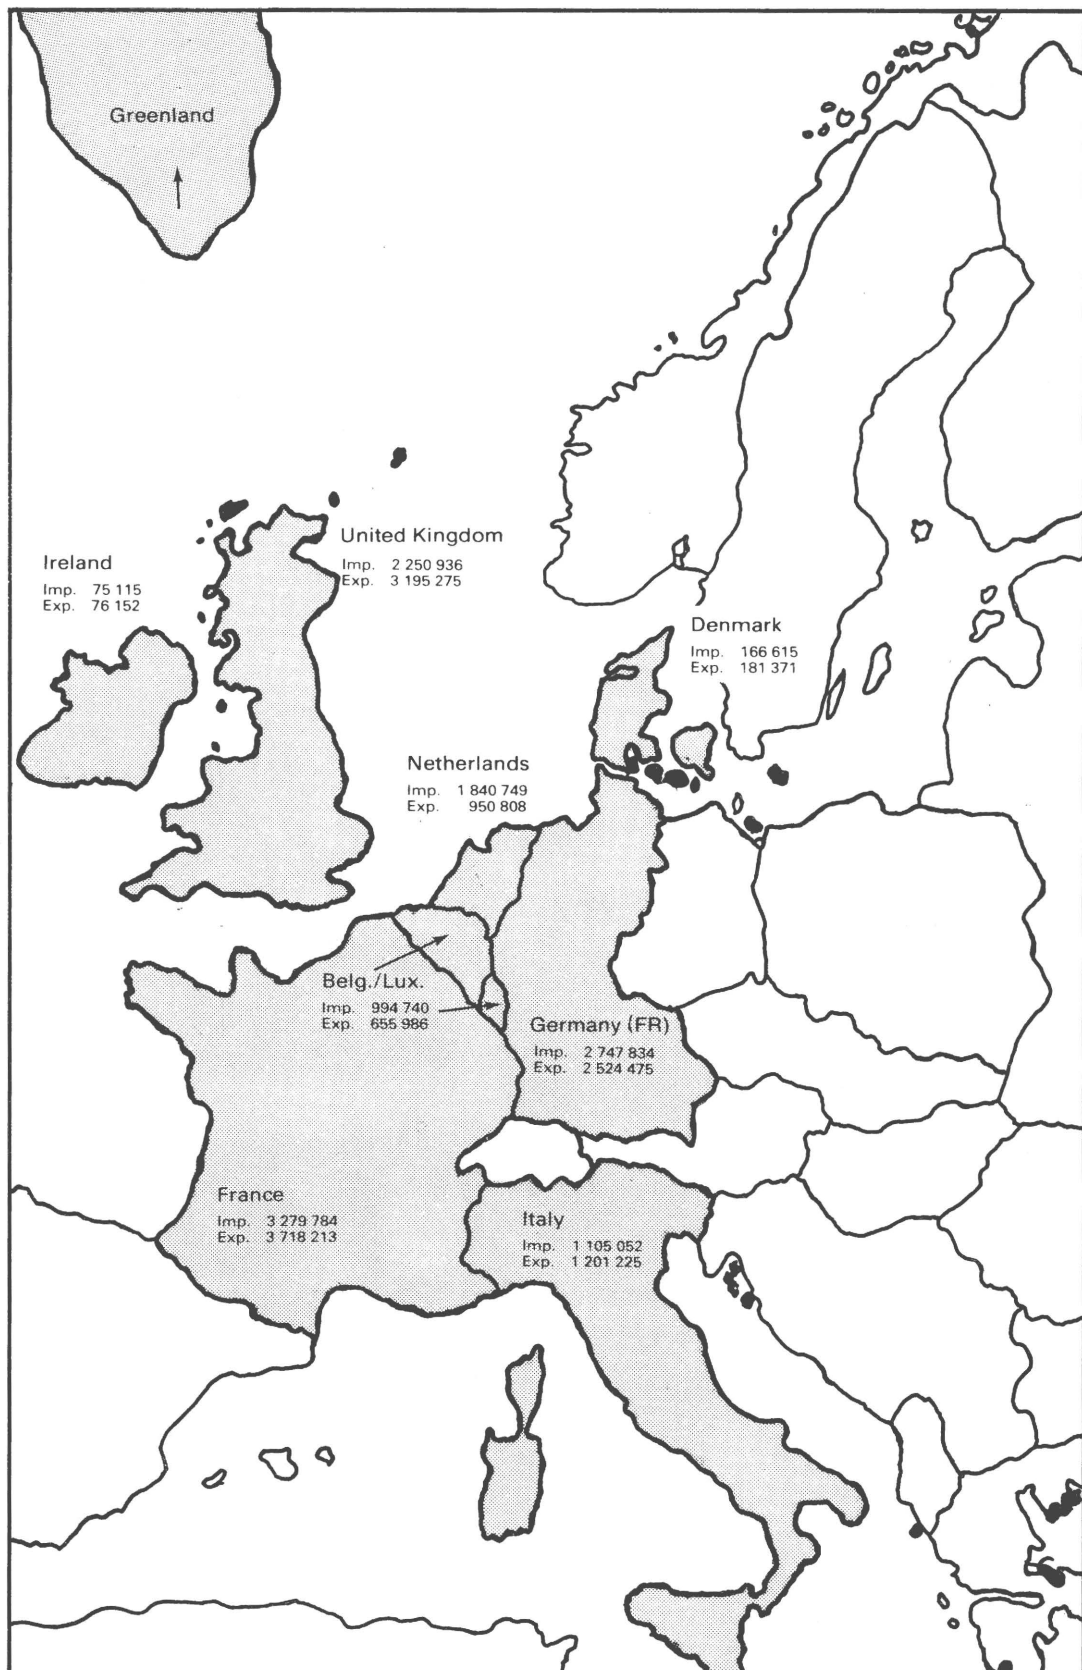 Greenland
United Kingdom
Imp. 2 250 936
Exp. 3 195 275
Ireland
Imp. 75 115
Exp. 76 152
Denmark
Imp. 166 615
Exp. 181 371
Netherlands
Imp. 1 840 749
Exp. 950 808
Belg./Lux.
Imp. 994 740
Exp. 655 986
Germany (FR)
Imp. 2 747 834
Exp. 2 524 475
France
Imp. 3 279 784
Exp. 3 718 213
Italy
Imp. 1 105 052
Exp. 1 201 225